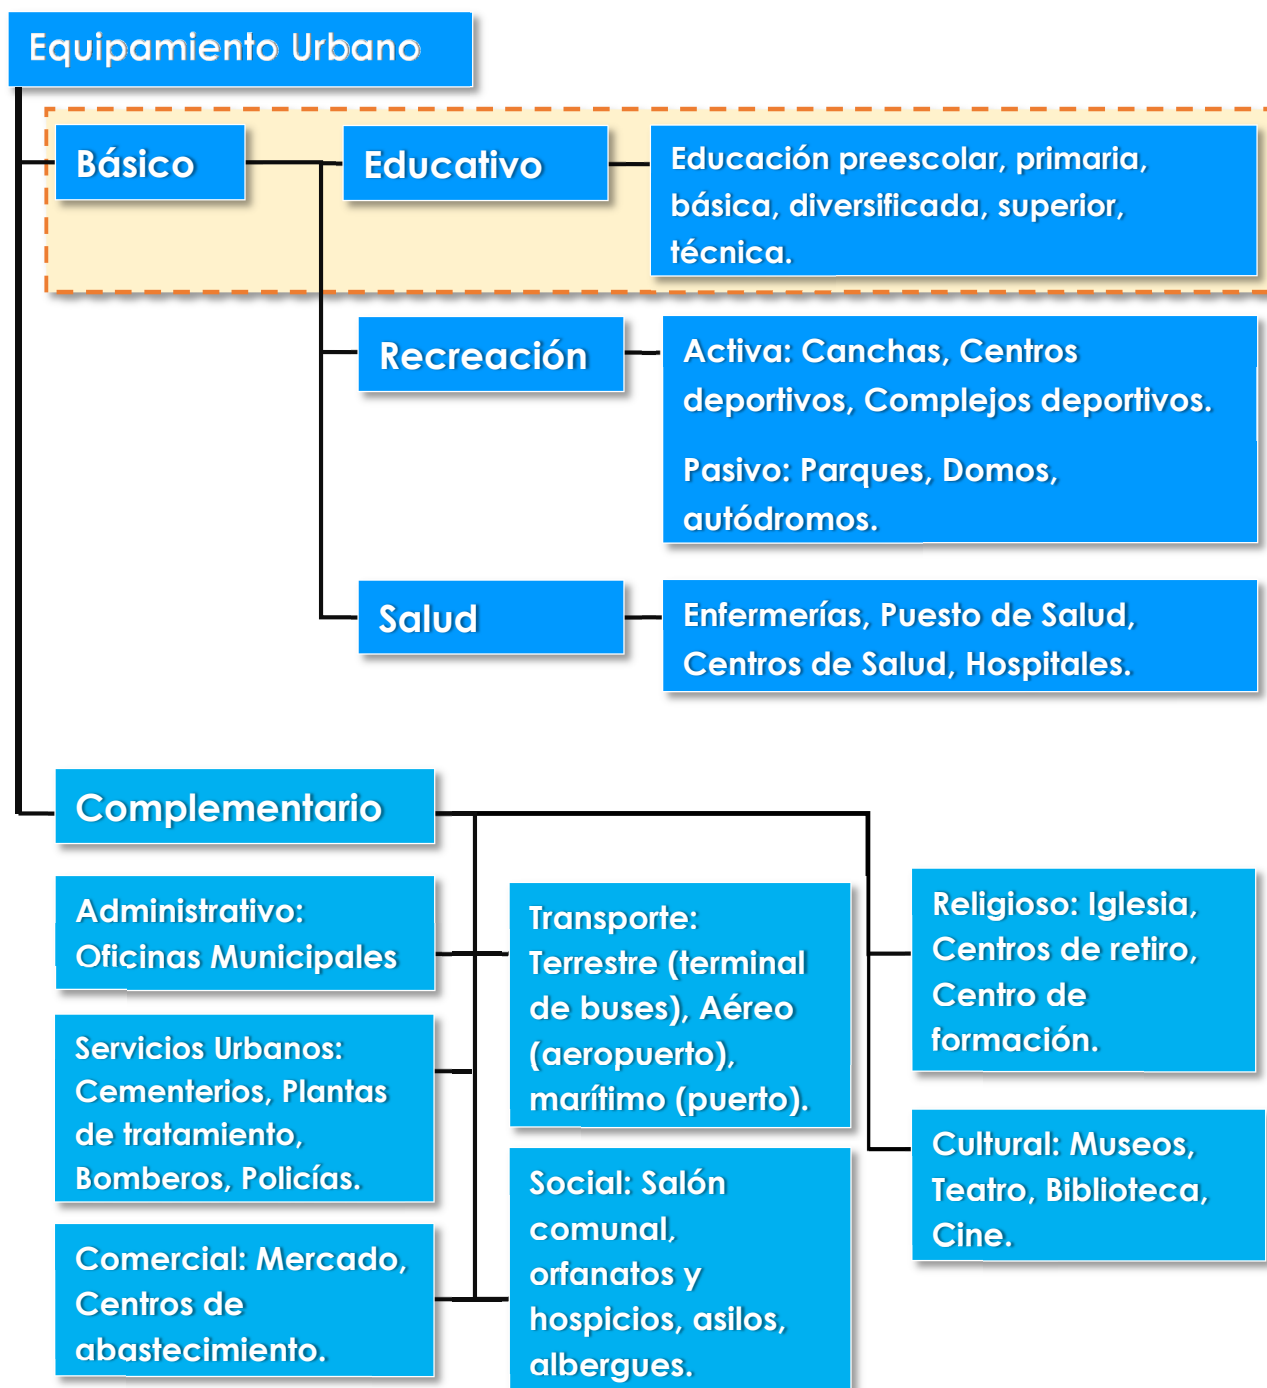 Equipamiento Urbano
Básico
Educativo
Educación preescolar, primaria,
básica, diversificada, superior,
técnica.
Recreación
Activa: Canchas, Centros
deportivos, Complejos deportivos.
Pasivo: Parques, Domos,
autódromos.
Salud
Enfermerías, Puesto de Salud,
Centros de Salud, Hospitales.
Complementario
Administrativo:
Oficinas Municipales
Servicios Urbanos:
Cementerios, Plantas
de tratamiento,
Bomberos, Policías.
Comercial: Mercado,
Centros de
abastecimiento.
Transporte:
Terrestre (terminal
de buses), Aéreo
(aeropuerto),
marítimo (puerto).
Social: Salón
comunal,
orfanatos y
hospicios, asilos,
albergues.
Religioso: Iglesia,
Centros de retiro,
Centro de
formación.
Cultural: Museos,
Teatro, Biblioteca,
Cine.